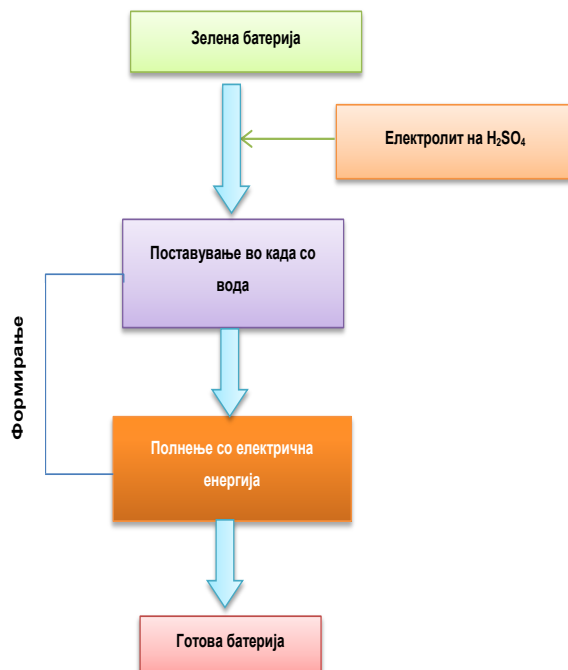 Зелена батерија
Електролит на H₂SO₄
Поставување во када со
вода
Формирање
Полнење со електрична
енергија
Готова батерија